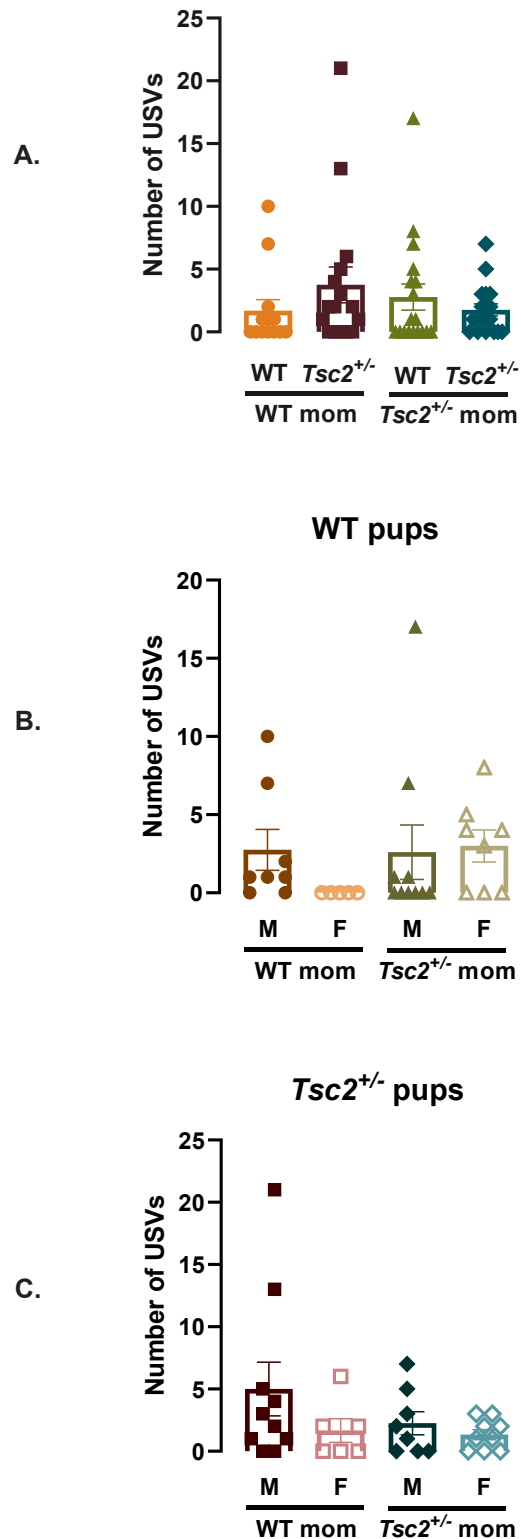 A.
Number of USVs
25
20
15
10
5
0
WT Tsc2+/- WT Tsc2+/-
WT mom Tsc2+/- mom
WT pups
B.
Number of USVs
20
15
10
5
0
M F M F
WT mom Tsc2+/- mom
Tsc2+/- pups
C.
Number of USVs
25
20
15
10
5
0
M F M F
WT mom Tsc2+/- mom